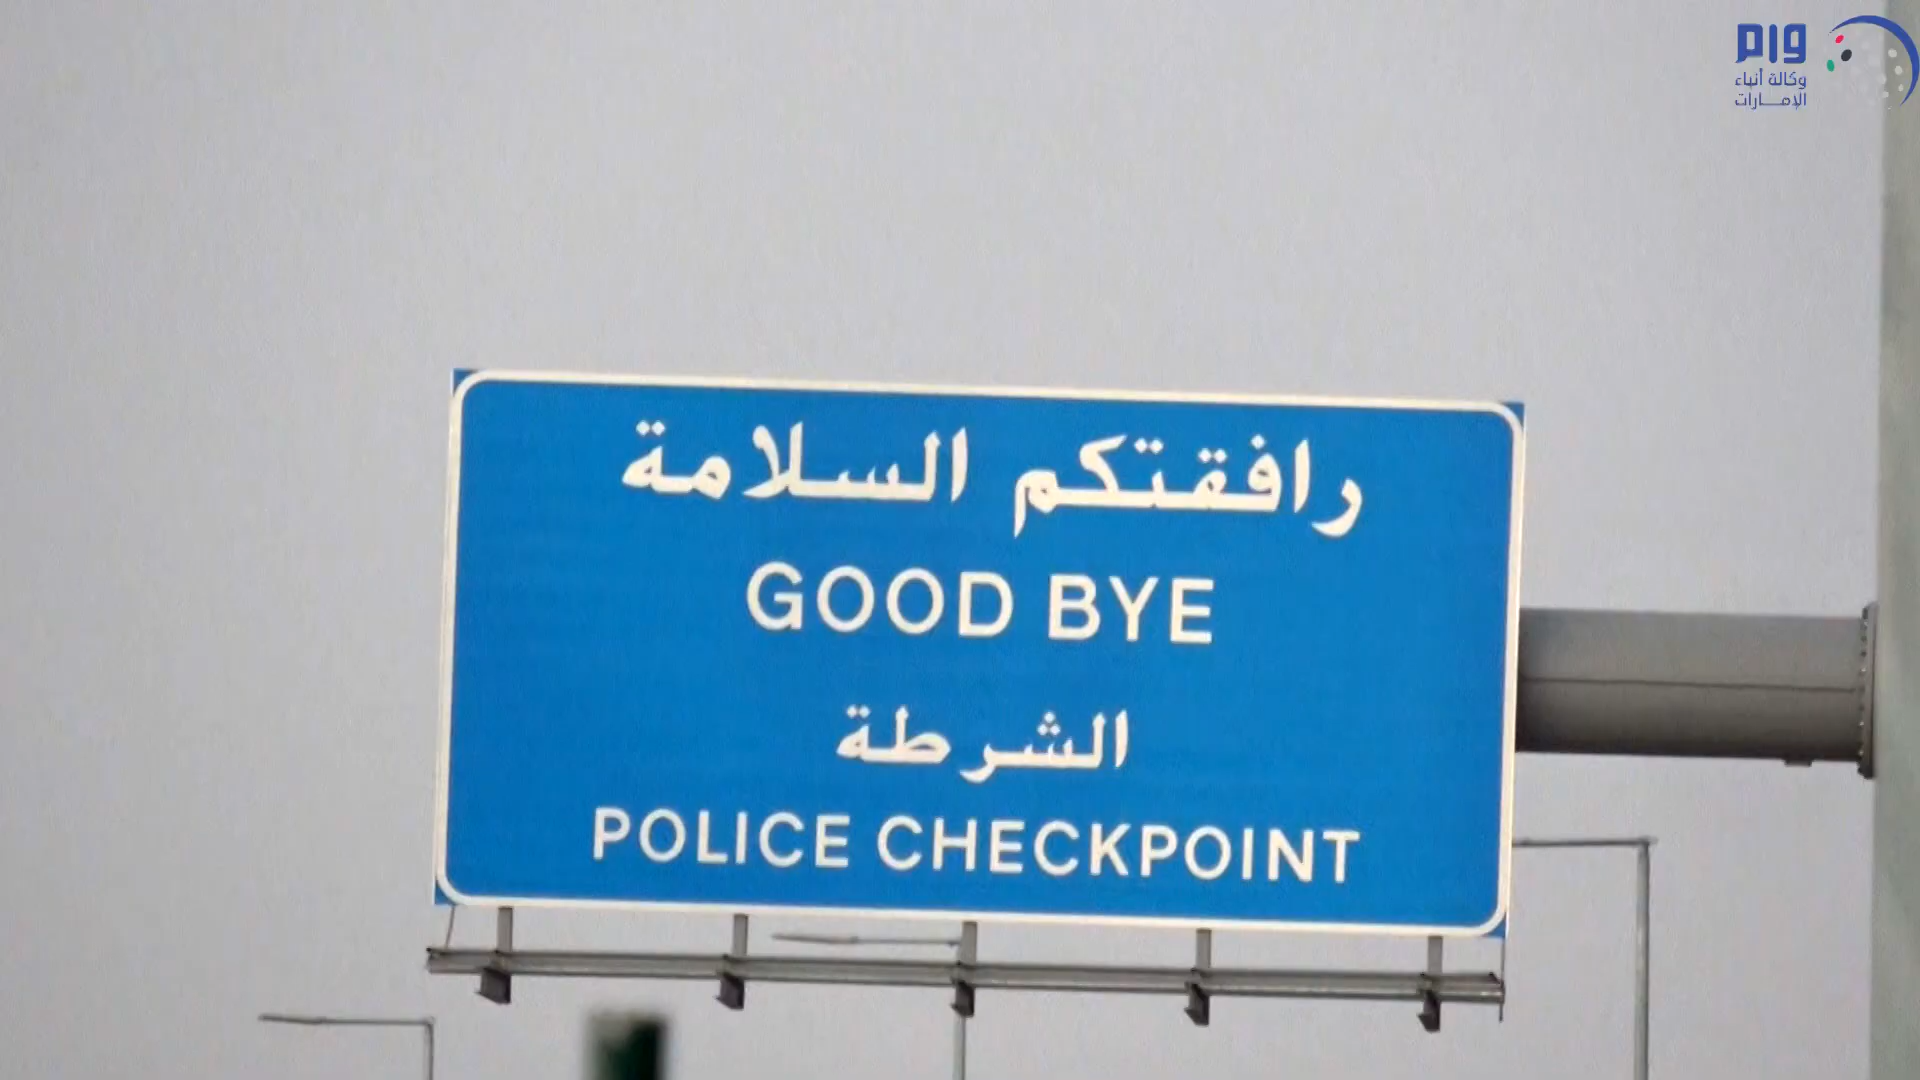 وام
وكالة أنباء
الإمارات
رافقتكم السلامة
GOOD BYE
الشرطة
POLICE CHECKPOINT